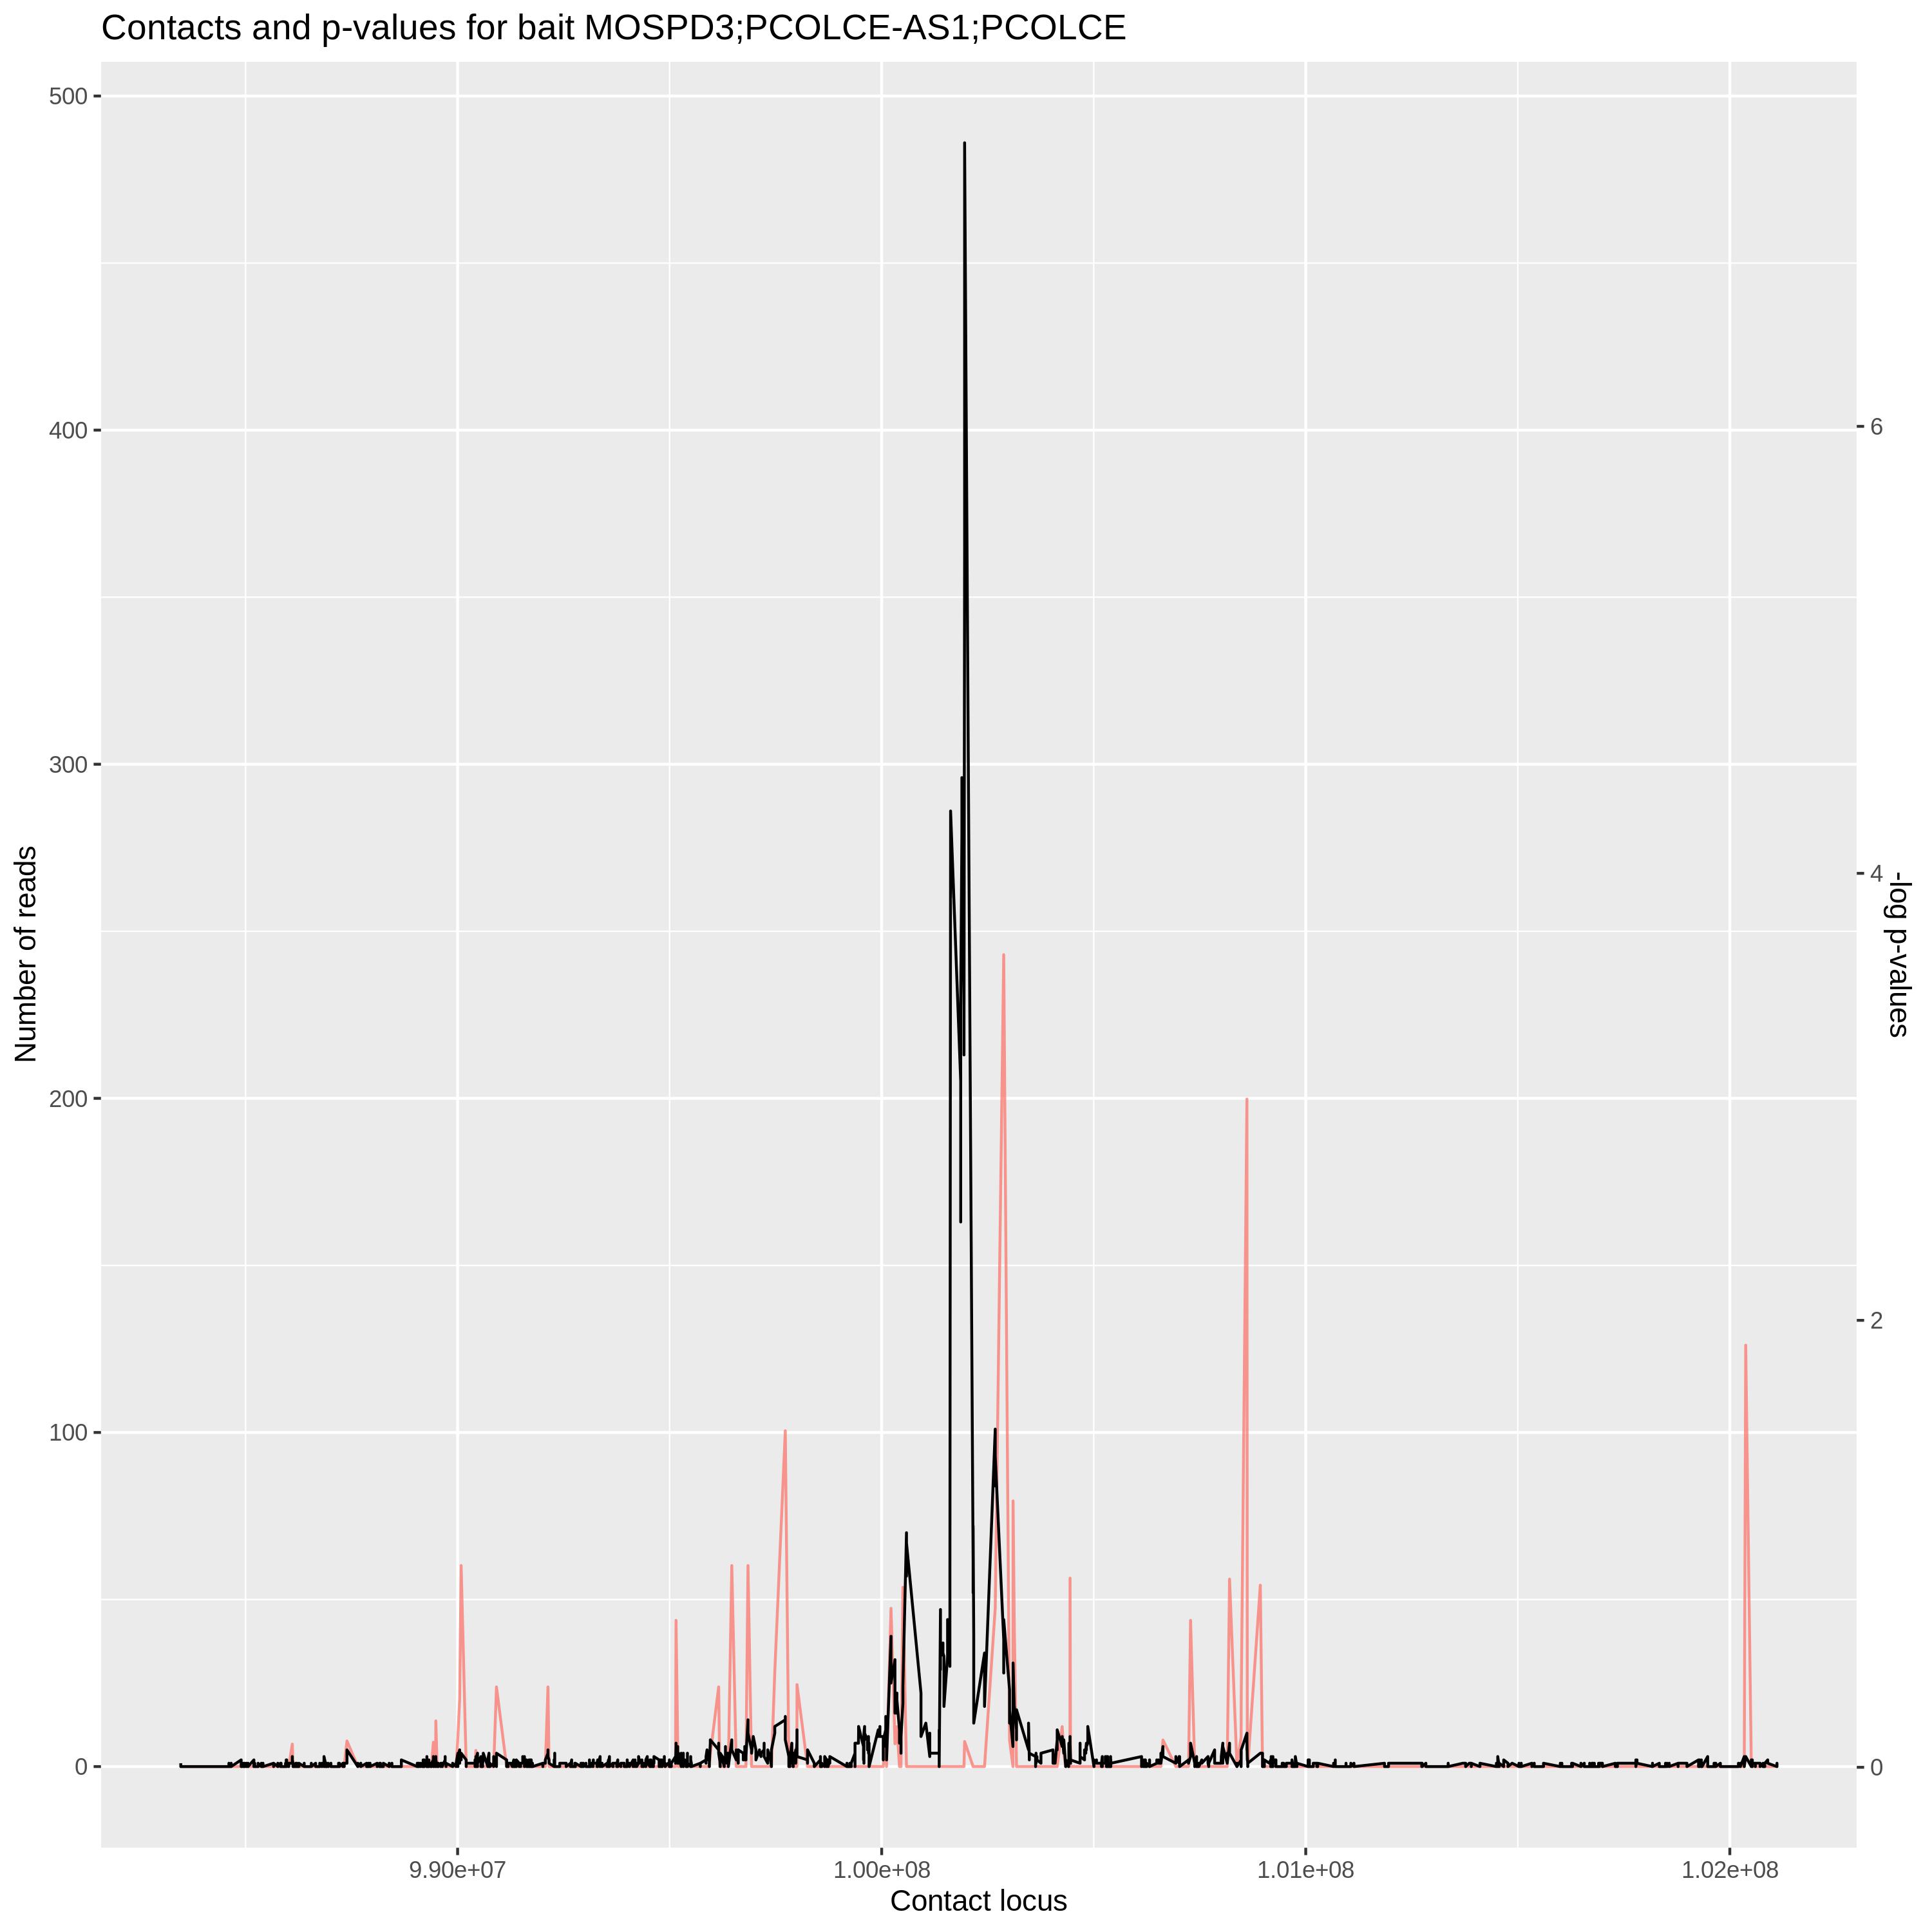 Contacts and p-values for bait MOSPD3;PCOLCE-AS1;PCOLCE
500
400
300
200
100
0
Number of reads
6
4
2
0
-log p-values
9.90e+07
1.00e+08
1.01e+08
1.02e+08
Contact locus